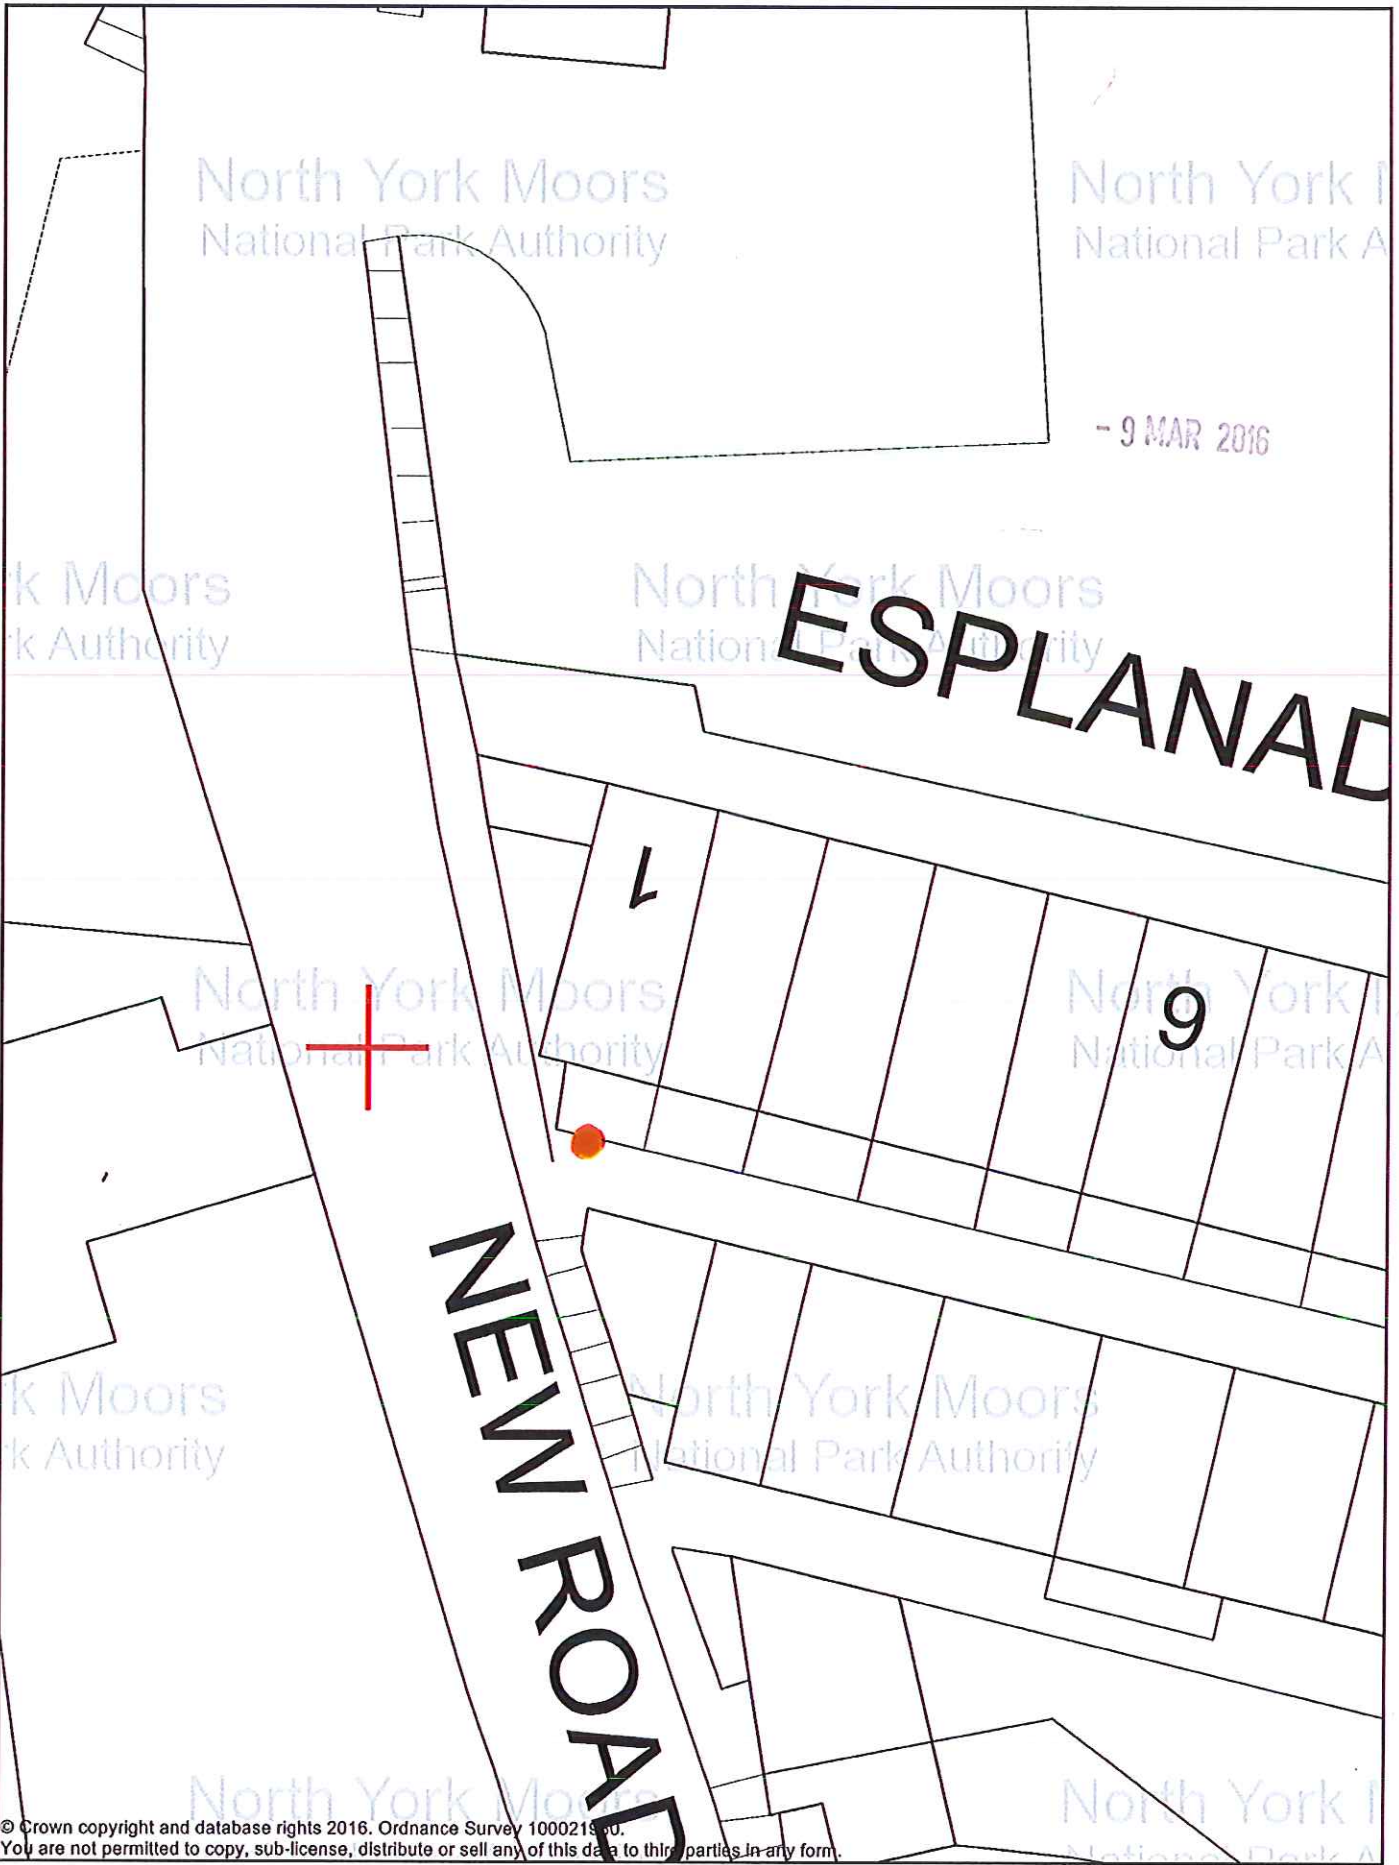 North York Moors
National Park Authority
North York
National Park A
- 9 MAR 2016
k Moors
k Authority
North York Moors
National Park Authority
ESPLANAD
1
North York Moors
National Park Authority
North York
National Park A
6
NEW ROAD
k Moors
k Authority
North York Moors
National Park Authority
North York Moors
North York
National Park A
© Crown copyright and database rights 2016. Ordnance Survey
You are not permitted to copy, sub-license, distribute or sell any of this data to third parties in any form.